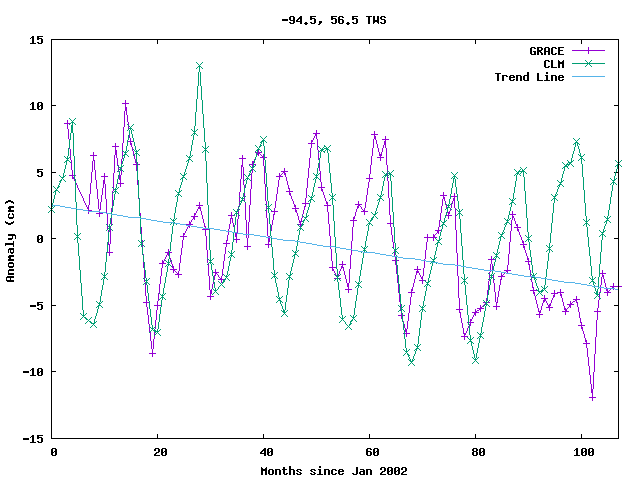 -94.5, 56.5 TWS
15
10
5
0
-5
-10
-15
Anomaly (cm)
GRACE
CLM
Trend Line
0 20 40 60 80 100
Months since Jan 2002